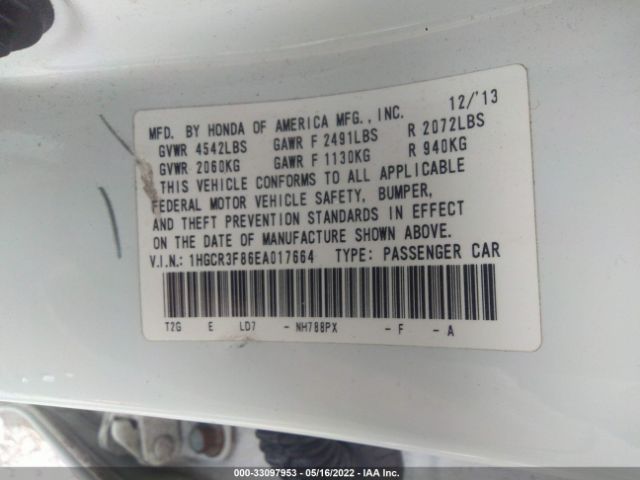 MFD. BY HONDA OF AMERICA MFG., INC. 12/'13
GVWR 4542LBS GAWR F 2491LBS R 2072LBS
GVWR 2060KG GAWR F 1130KG R 940KG
THIS VEHICLE CONFORMS TO ALL APPLICABLE
FEDERAL MOTOR VEHICLE SAFETY, BUMPER,
AND THEFT PREVENTION STANDARDS IN EFFECT
ON THE DATE OF MANUFACTURE SHOWN ABOVE.
V.I.N.: 1HGCR3F86EA017664 TYPE: PASSENGER CAR
T2G E LD7 - NH788PX - F - A
000-33097953 - 05/16/2022 - IAA Inc.